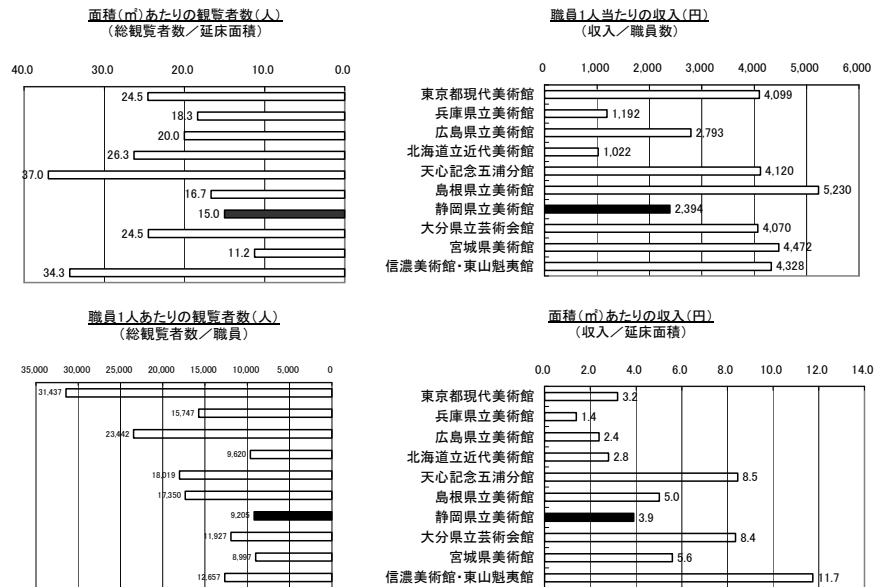 面積(㎡)あたりの観覧者数(人)
(総観覧者数/延床面積)
40.0 30.0 20.0 10.0 0.0
24.5
18.3
20.0
26.3
37.0
16.7
15.0
24.5
11.2
34.3
職員1人当たりの収入(円)
(収入/職員数)
0 1,000 2,000 3,000 4,000 5,000 6,000
東京都現代美術館 4,099
兵庫県立美術館 1,192
広島県立美術館 2,793
北海道立近代美術館 1,022
天心記念五浦分館 4,120
島根県立美術館 5,230
静岡県立美術館 2,394
大分県立芸術会館 4,070
宮城県美術館 4,472
信濃美術館・東山魁夷館 4,328
職員1人あたりの観覧者数(人)
(総観覧者数/職員)
35,000 30,000 25,000 20,000 15,000 10,000 5,000 0
31,437
15,747
23,442
9,620
18,019
17,350
9,205
11,927
8,997
12,657
面積(㎡)あたりの収入(円)
(収入/延床面積)
0.0 2.0 4.0 6.0 8.0 10.0 12.0 14.0
東京都現代美術館 3.2
兵庫県立美術館 1.4
広島県立美術館 2.4
北海道立近代美術館 2.8
天心記念五浦分館 8.5
島根県立美術館 5.0
静岡県立美術館 3.9
大分県立芸術会館 8.4
宮城県美術館 5.6
信濃美術館・東山魁夷館 11.7